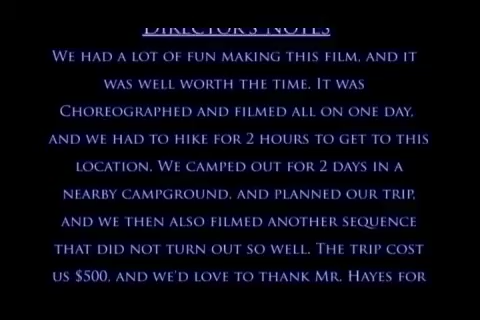 Director's Notes
We had a lot of fun making this film, and it
was well worth the time. It was
Choreographed and filmed all on one day,
and we had to hike for 2 hours to get to this
location. We camped out for 2 days in a
nearby campground, and planned our trip,
and we then also filmed another sequence
that did not turn out so well. The trip cost
us $500, and we'd love to thank Mr. Hayes for